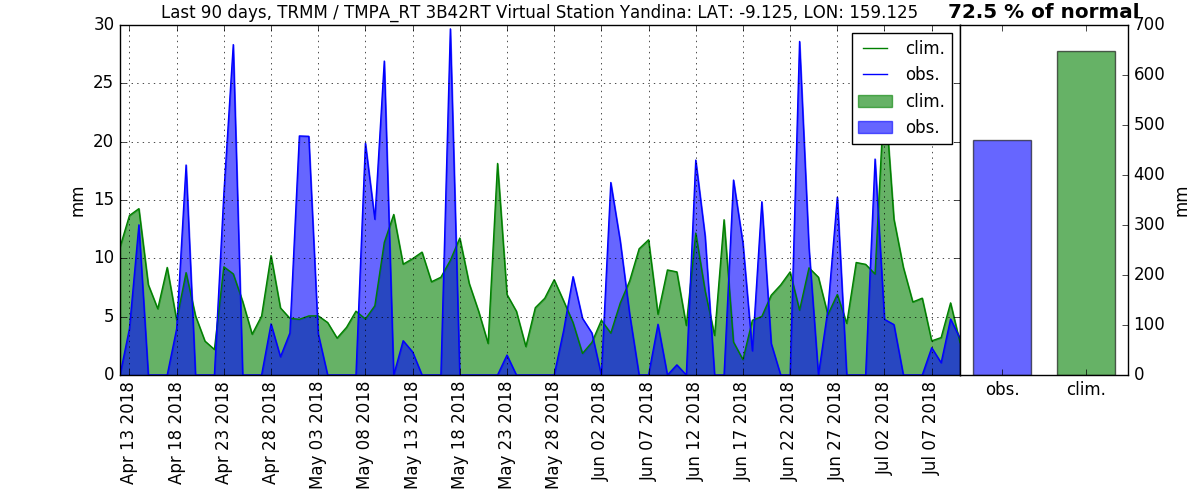 Last 90 days, TRMM / TMPA_RT 3B42RT Virtual Station Yandina: LAT: -9.125, LON: 159.125
72.5 % of normal
30
25
20
15
10
5
0
mm
clim.
obs.
clim.
obs.
700
600
500
400
300
200
100
0
mm
obs.
clim.
Apr 13 2018
Apr 18 2018
Apr 23 2018
Apr 28 2018
May 03 2018
May 08 2018
May 13 2018
May 18 2018
May 23 2018
May 28 2018
Jun 02 2018
Jun 07 2018
Jun 12 2018
Jun 17 2018
Jun 22 2018
Jun 27 2018
Jul 02 2018
Jul 07 2018